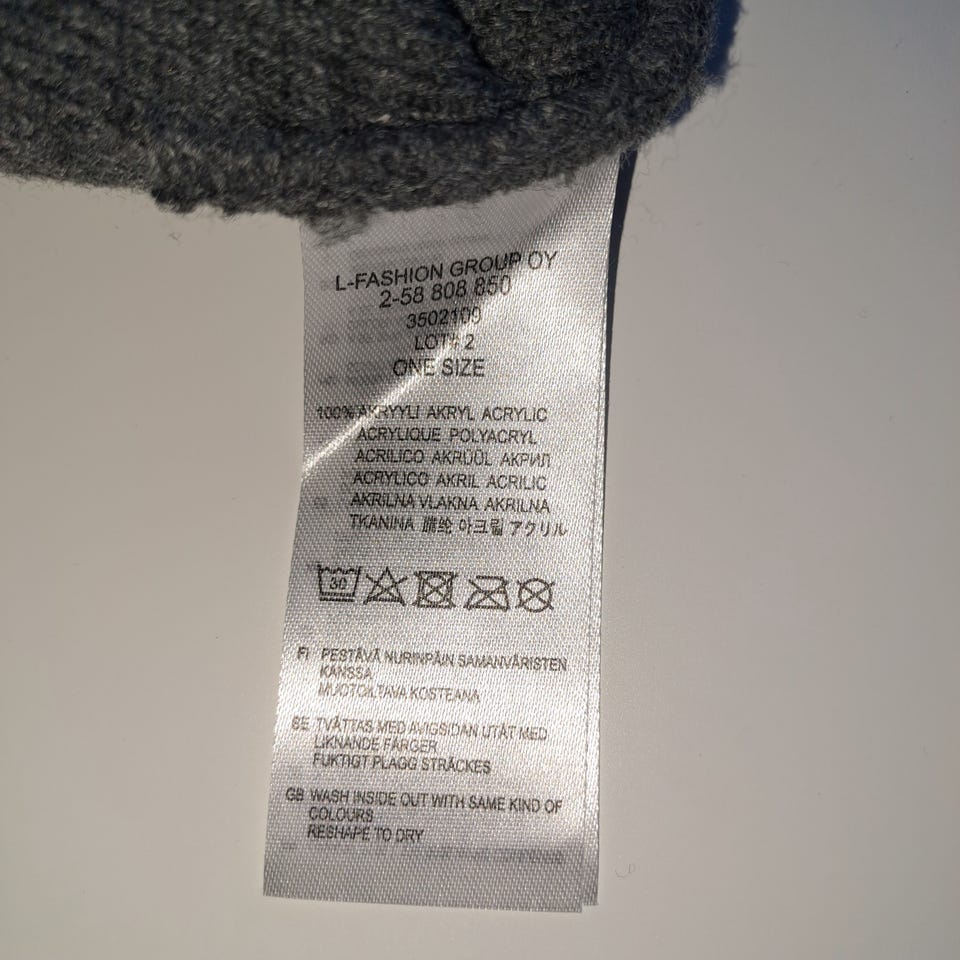 L-FASHION GROUP OY
2-58 808 850
3502109
LOT# 2
ONE SIZE
100% AKRYYLI AKRYL ACRYLIC
ACRYLIQUE POLYACRYL
ACRILICO AKRÜÜL АКРИЛ
ACRYLICO AKRIL ACRILIC
AKRILNA VLAKNA AKRILNA
TKANINA 腈纶 아크릴 アクリル
30
FI PESTÄVÄ NURINPÄIN SAMANVÄRISTEN
KANSSA
MUOTOILTAVA KOSTEANA
SE TVÄTTAS MED AVIGSIDAN UTÅT MED
LIKNANDE FÄRGER
FUKTIGT PLAGG STRÄCKES
GB WASH INSIDE OUT WITH SAME KIND OF
COLOURS
RESHAPE TO DRY